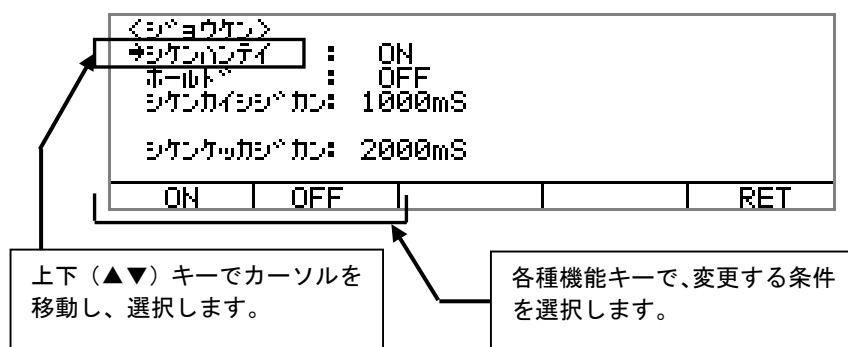 <ジョウケン>
➔シケンハンテイ : ON
ホールド : OFF
シケンカイシジカン: 1000mS
シケンケッカジカン: 2000mS
ON OFF RET
上下（▲▼）キーでカーソルを
移動し、選択します。
各種機能キーで、変更する条件
を選択します。